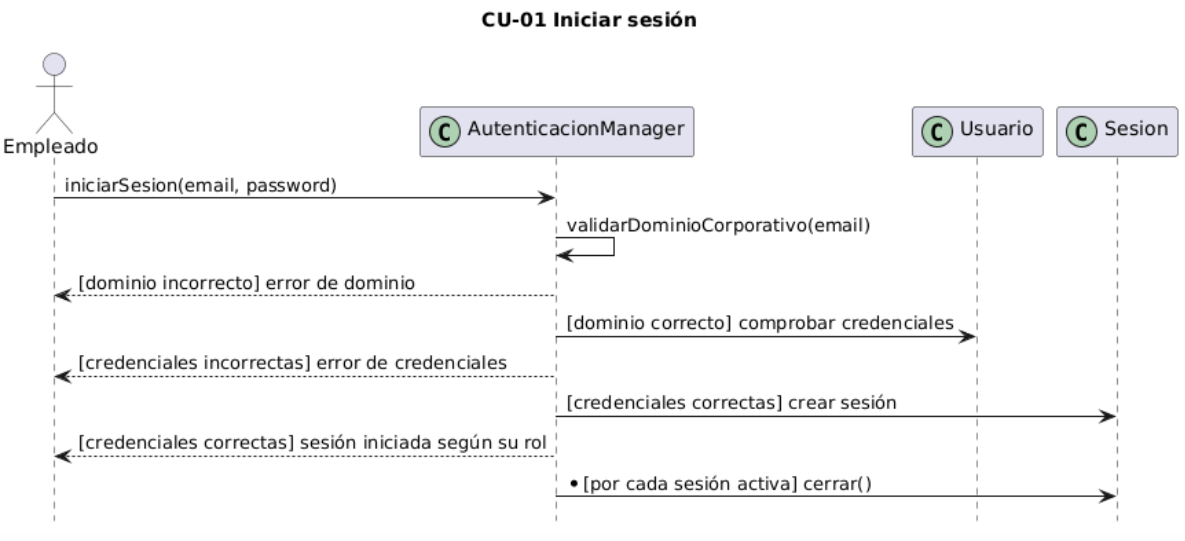 CU-01 Iniciar sesión
Empleado
C AutenticacionManager
C Usuario
C Sesion
iniciarSesion(email, password)
validarDominioCorporativo(email)
[dominio incorrecto] error de dominio
[dominio correcto] comprobar credenciales
[credenciales incorrectas] error de credenciales
[credenciales correctas] crear sesión
[credenciales correctas] sesión iniciada según su rol
• [por cada sesión activa] cerrar()